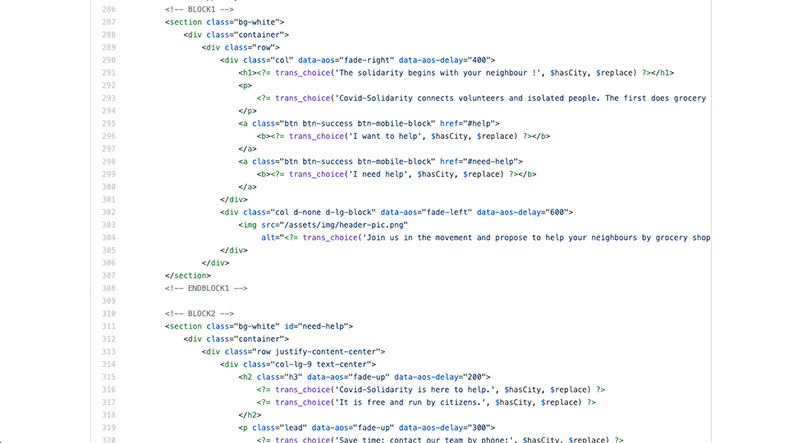 286 <!-- BLOCK1 -->
287 <section class="bg-white">
288 <div class="container">
289 <div class="row">
290 <div class="col" data-aos="fade-right" data-aos-delay="400">
291 <h1><?= trans_choice('The solidarity begins with your neighbour !', $hasCity, $replace) ?></h1>
292 <p>
293 <?= trans_choice('Covid-Solidarity connects volunteers and isolated people. The first does grocery
294 </p>
295 <a class="btn btn-success btn-mobile-block" href="#help">
296 <b><?= trans_choice('I want to help', $hasCity, $replace) ?></b>
297 </a>
298 <a class="btn btn-success btn-mobile-block" href="#need-help">
299 <b><?= trans_choice('I need help', $hasCity, $replace) ?></b>
300 </a>
301 </div>
302 <div class="col d-none d-lg-block" data-aos="fade-left" data-aos-delay="600">
303 <img src="/assets/img/header-pic.png"
304 alt="<?= trans_choice('Join us in the movement and propose to help your neighbours by grocery shop
305 </div>
306 </div>
307 </section>
308 <!-- ENDBLOCK1 -->
309
310 <!-- BLOCK2 -->
311 <section class="bg-white" id="need-help">
312 <div class="container">
313 <div class="row justify-content-center">
314 <div class="col-lg-9 text-center">
315 <h2 class="h3" data-aos="fade-up" data-aos-delay="200">
316 <?= trans_choice('Covid-Solidarity is here to help.', $hasCity, $replace) ?>
317 <?= trans_choice('It is free and run by citizens.', $hasCity, $replace) ?>
318 </h2>
319 <p class="lead" data-aos="fade-up" data-aos-delay="300">
320 <?= trans_choice('Save time: contact our team by phone:', $hasCity, $replace) ?>